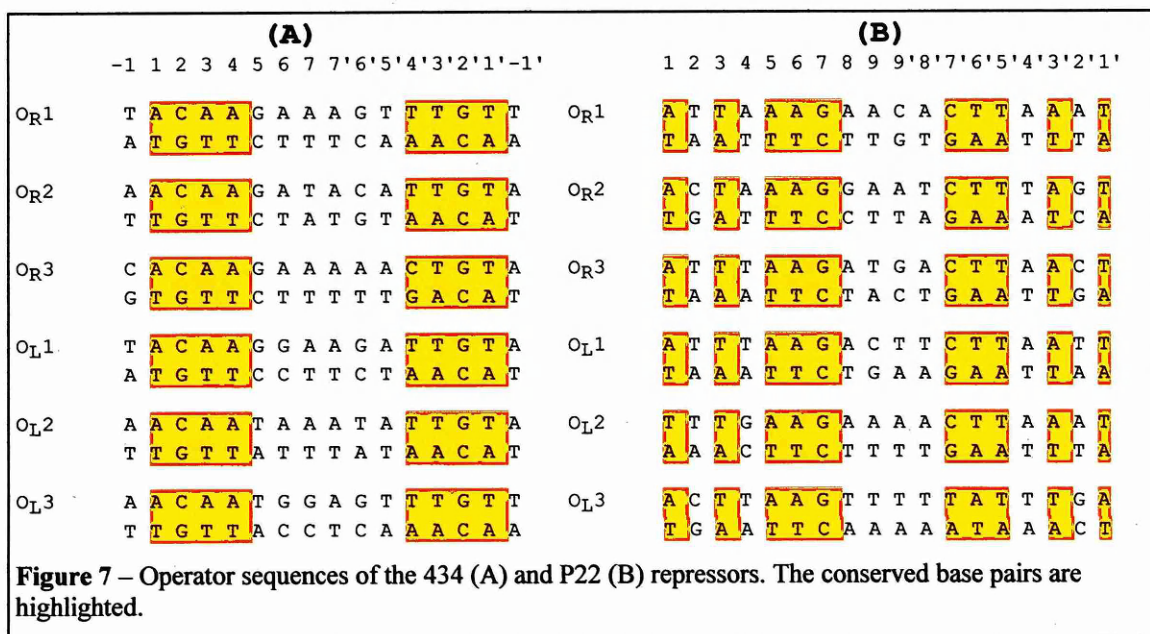 (A) (B)
-1 1 2 3 4 5 6 7 7'6'5'4'3'2'1'-1' 1 2 3 4 5 6 7 8 9 9'8'7'6'5'4'3'2'1'
OR1 T A C A A G A A A G T T T G T T OR1 A T T A A A G A A C A C T T A A A T
A T G T T C T T T C A A A C A A T A A T T T C T T G T G A A T T T A
OR2 A A C A A G A T A C A T T G T A OR2 A C T A A A G G A A T C T T T A G T
T T G T T C T A T G T A A C A T T G A T T T C C T T A G A A A T C A
OR3 C A C A A G A A A A A C T G T A OR3 A T T T A A G A T G A C T T A A C T
G T G T T C T T T T T G A C A T T A A A T T C T A C T G A A T T G A
OL1 T A C A A G G A A G A T T G T A OL1 A T T T A A G A C T T C T T A A T T
A T G T T C C T T C T A A C A T T A A A T T C T G A A G A A T T A A
OL2 A A C A A T A A A T A T T G T A OL2 T T T G A A G A A A A C T T A A A T
T T G T T A T T T A T A A C A T A A A C T T C T T T T G A A T T T A
OL3 A A C A A T G G A G T T T G T T OL3 A C T T A A G T T T T T A T T T G A
T T G T T A C C T C A A A C A A T G A A T T C A A A A A T A A A C T
Figure 7 – Operator sequences of the 434 (A) and P22 (B) repressors. The conserved base pairs are
highlighted.